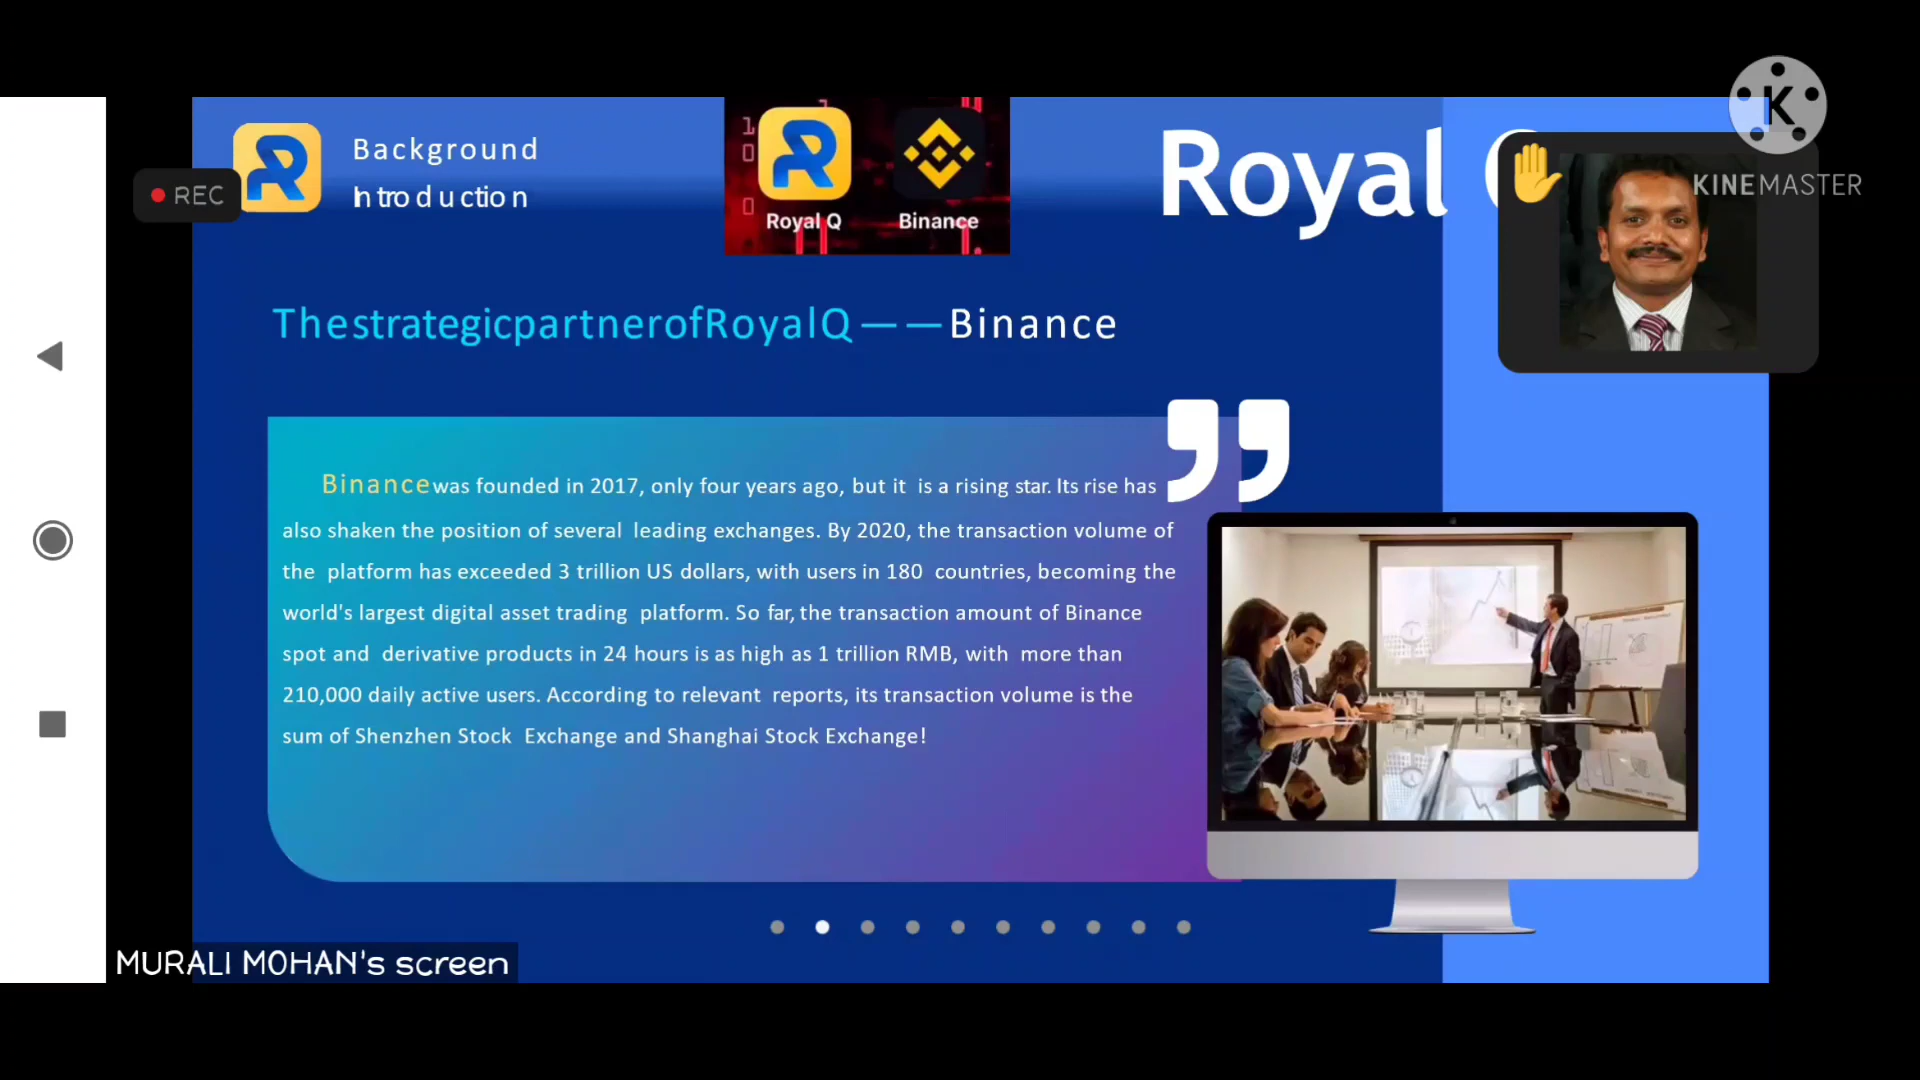 Background
Introduction
REC
Royal Q
Binance
Royal
KINEMASTER
ThestrategicpartnerofRoyalQ——Binance
Binance was founded in 2017, only four years ago, but it is a rising star. Its rise has
also shaken the position of several leading exchanges. By 2020, the transaction volume of
the platform has exceeded 3 trillion US dollars, with users in 180 countries, becoming the
world's largest digital asset trading platform. So far, the transaction amount of Binance
spot and derivative products in 24 hours is as high as 1 trillion RMB, with more than
210,000 daily active users. According to relevant reports, its transaction volume is the
sum of Shenzhen Stock Exchange and Shanghai Stock Exchange!
MURALI MOHAN's screen